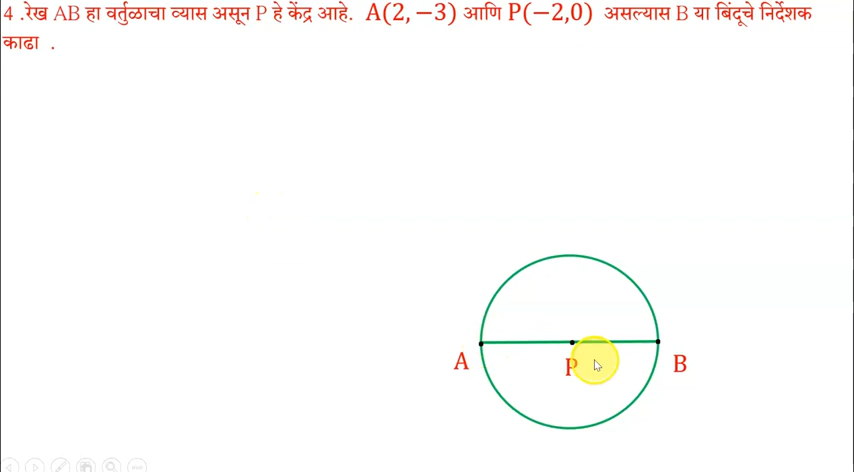 4 .रेख AB हा वर्तुळाचा व्यास असून P हे केंद्र आहे. A(2, −3) आणि P(−2,0) असल्यास B या बिंदूचे निर्देशक
काढा .
A P B